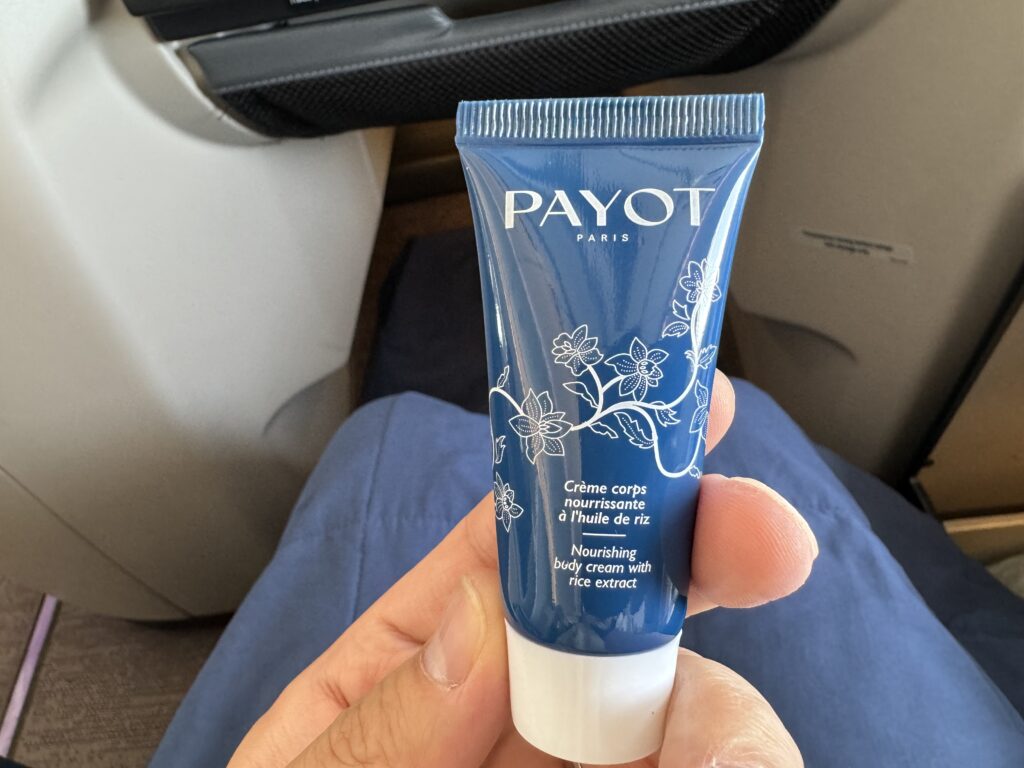 PAYOT
PARIS
Crème corps
nourrissante
à l'huile de riz
Nourishing
body cream with
rice extract